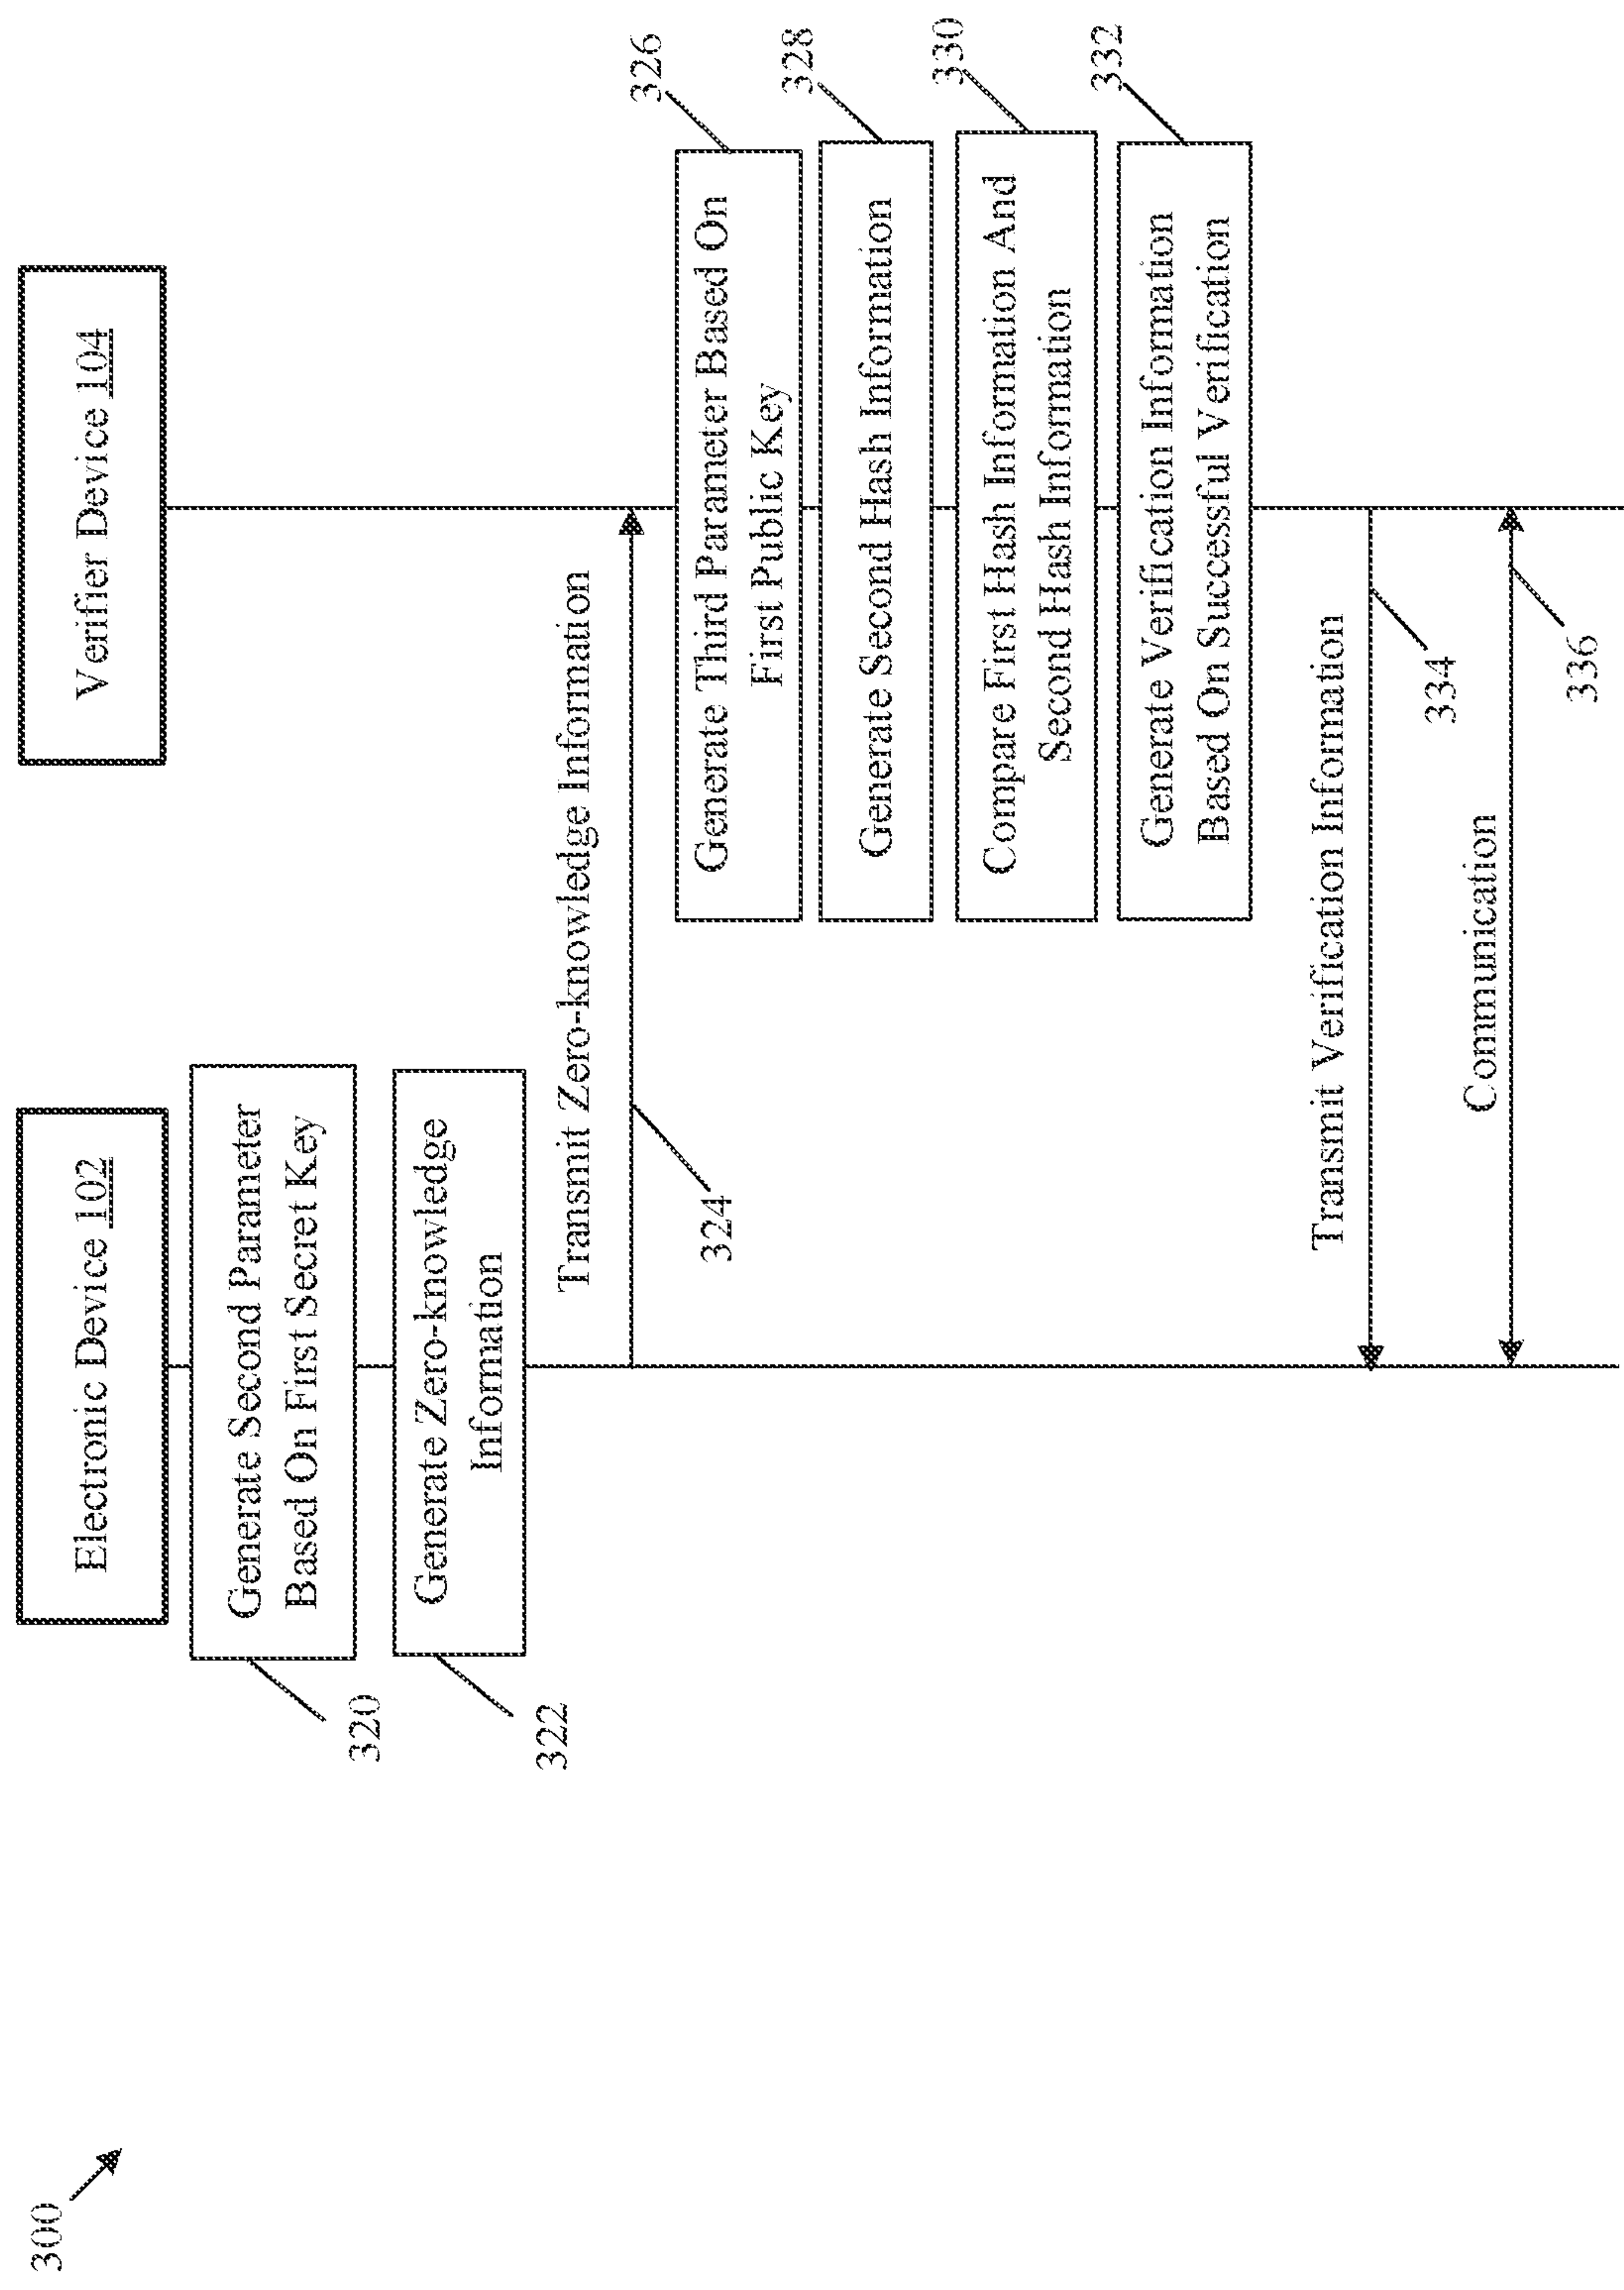 300
Electronic Device 102
Verifier Device 104
320
Generate Second Parameter
Based On First Secret Key
322
Generate Zero-knowledge
Information
Transmit Zero-knowledge Information
324
Generate Third Parameter Based On
First Public Key
326
Generate Second Hash Information
328
Compare First Hash Information And
Second Hash Information
330
Generate Verification Information
Based On Successful Verification
332
Transmit Verification Information
334
Communication
336